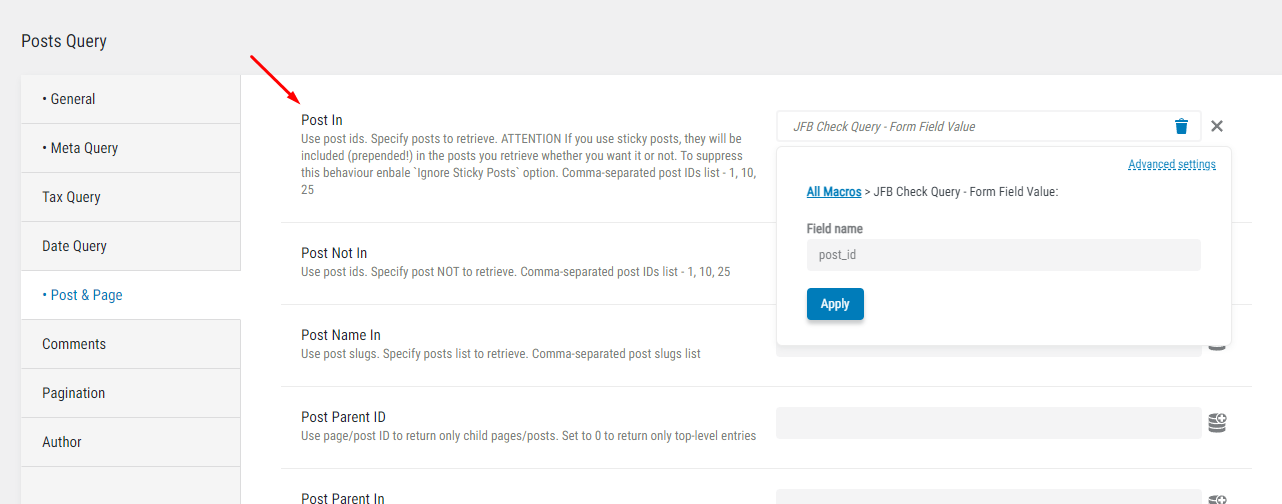 Posts Query
• General
• Meta Query
Tax Query
Date Query
• Post & Page
Comments
Pagination
Author
Post In
Use post ids. Specify posts to retrieve. ATTENTION If you use sticky posts, they will be
included (prepended!) in the posts you retrieve whether you want it or not. To suppress
this behaviour enbale `Ignore Sticky Posts` option. Comma-separated post IDs list - 1, 10,
25
JFB Check Query - Form Field Value
Advanced settings
All Macros > JFB Check Query - Form Field Value:
Field name
post_id
Apply
Post Not In
Use post ids. Specify post NOT to retrieve. Comma-separated post IDs list - 1, 10, 25
Post Name In
Use post slugs. Specify posts list to retrieve. Comma-separated post slugs list
Post Parent ID
Use page/post ID to return only child pages/posts. Set to 0 to return only top-level entries
Post Parent In